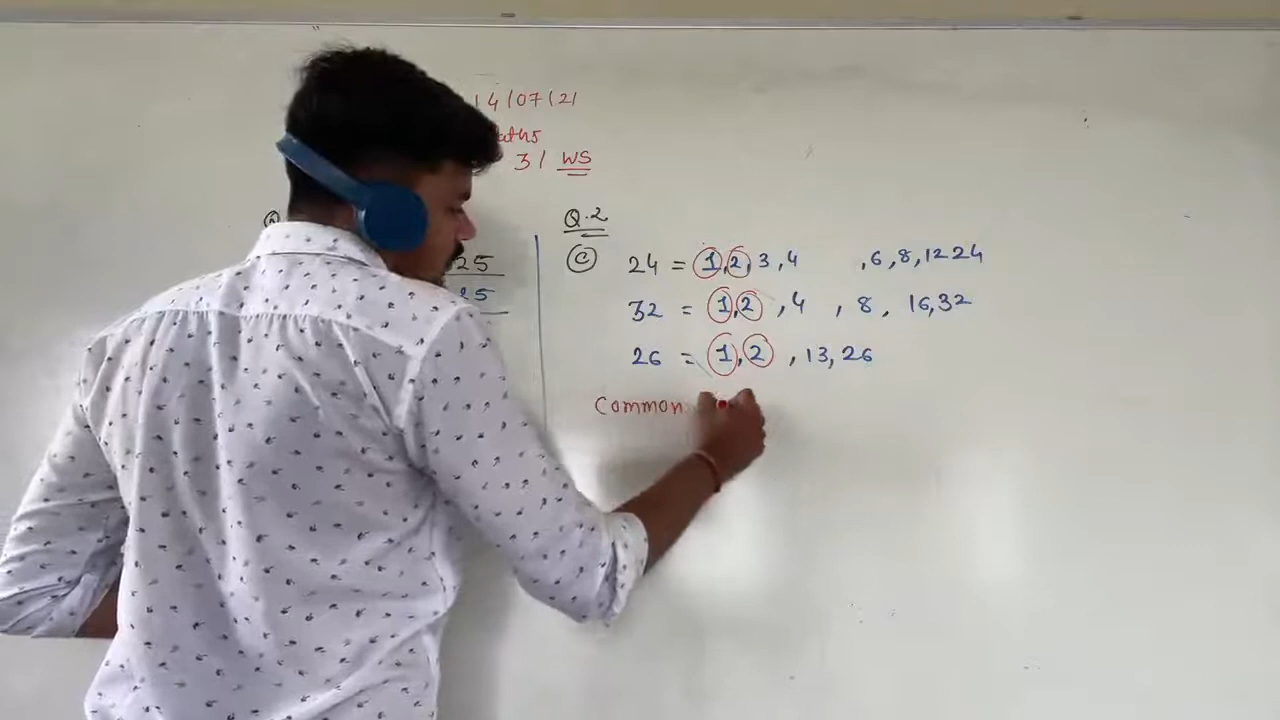 14/07/21
3/ WS
25
25
Q.2
(c) 24 = 1, 2, 3, 4 , 6, 8, 12 24
32 = 1, 2 , 4 , 8 , 16, 32
26 = 1, 2 , 13, 26
Common